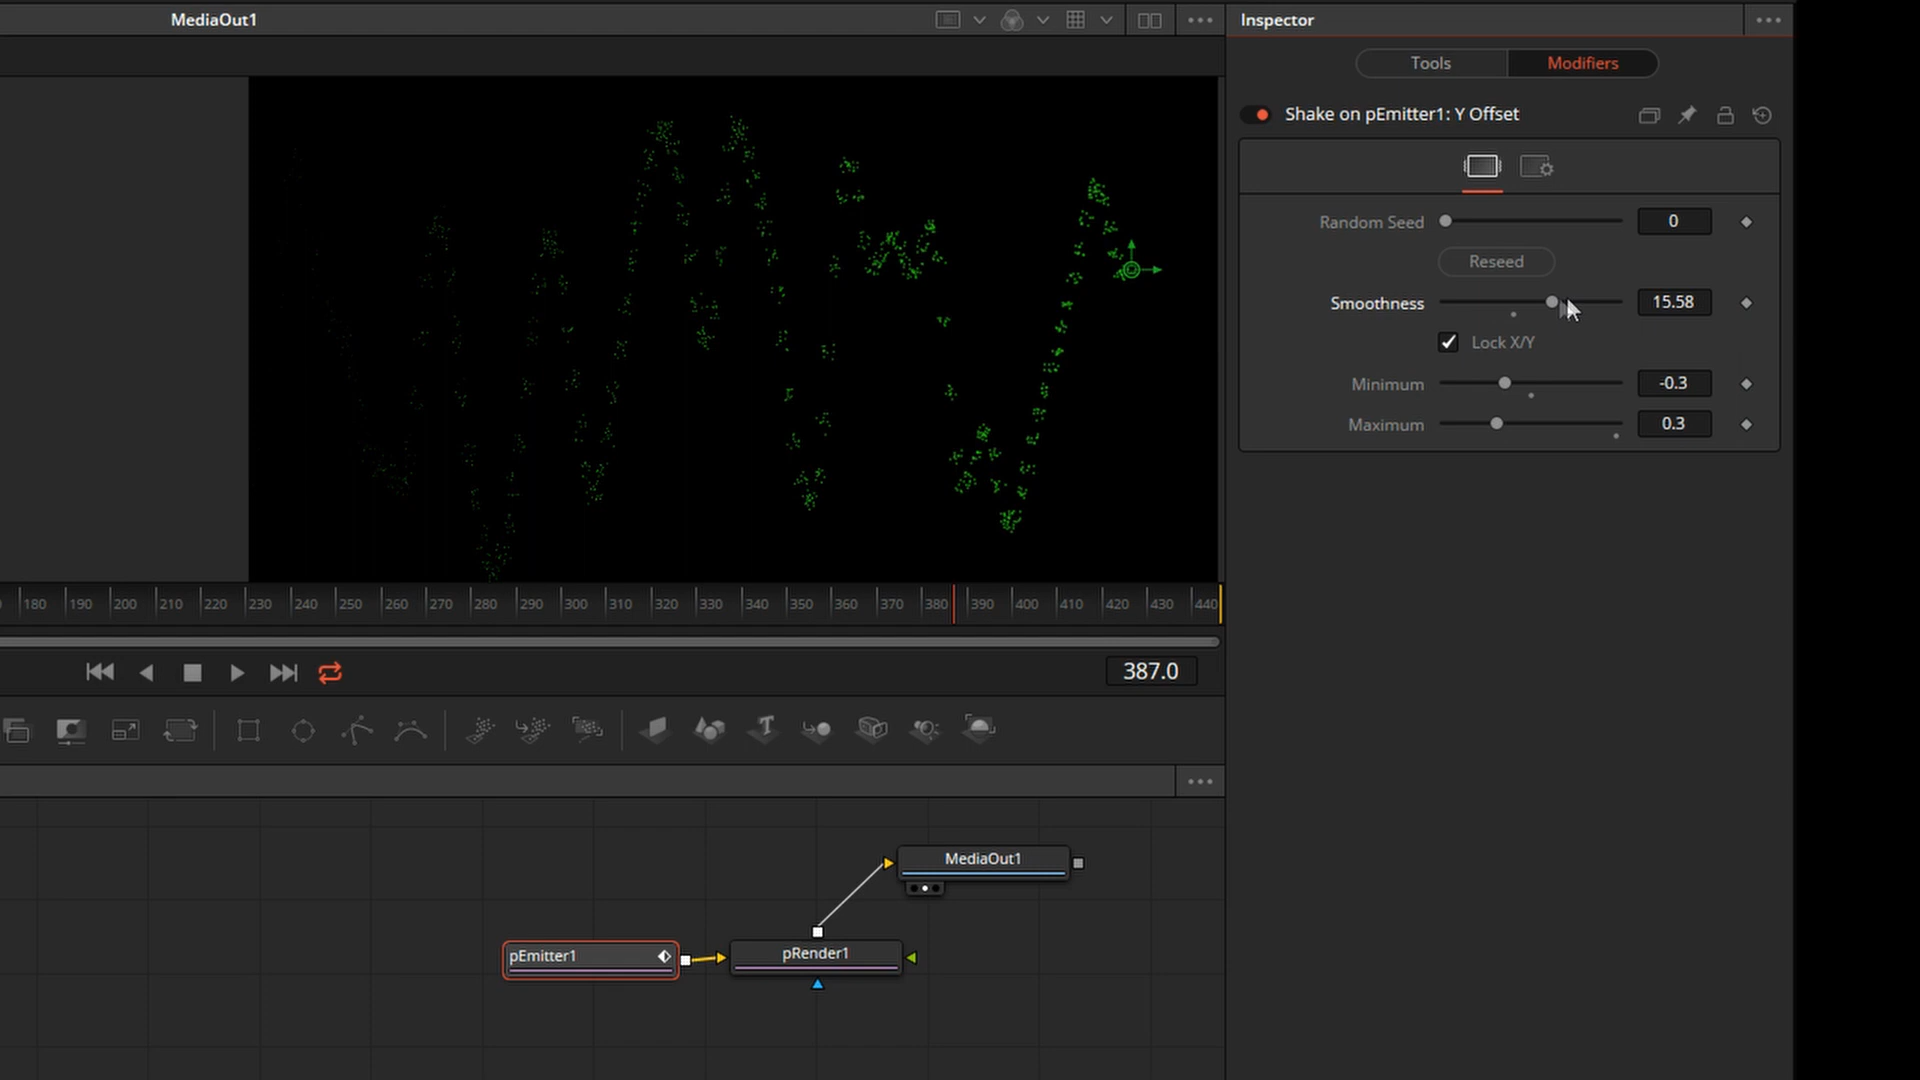 MediaOut1
Inspector
Tools
Modifiers
Shake on pEmitter1: Y Offset
Random Seed 0
Reseed
Smoothness 15.58
Lock X/Y
Minimum -0.3
Maximum 0.3
180 190 200 210 220 230 240 250 260 270 280 290 300 310 320 330 340 350 360 370 380 390 400 410 420 430 440
387.0
MediaOut1
pEmitter1
pRender1